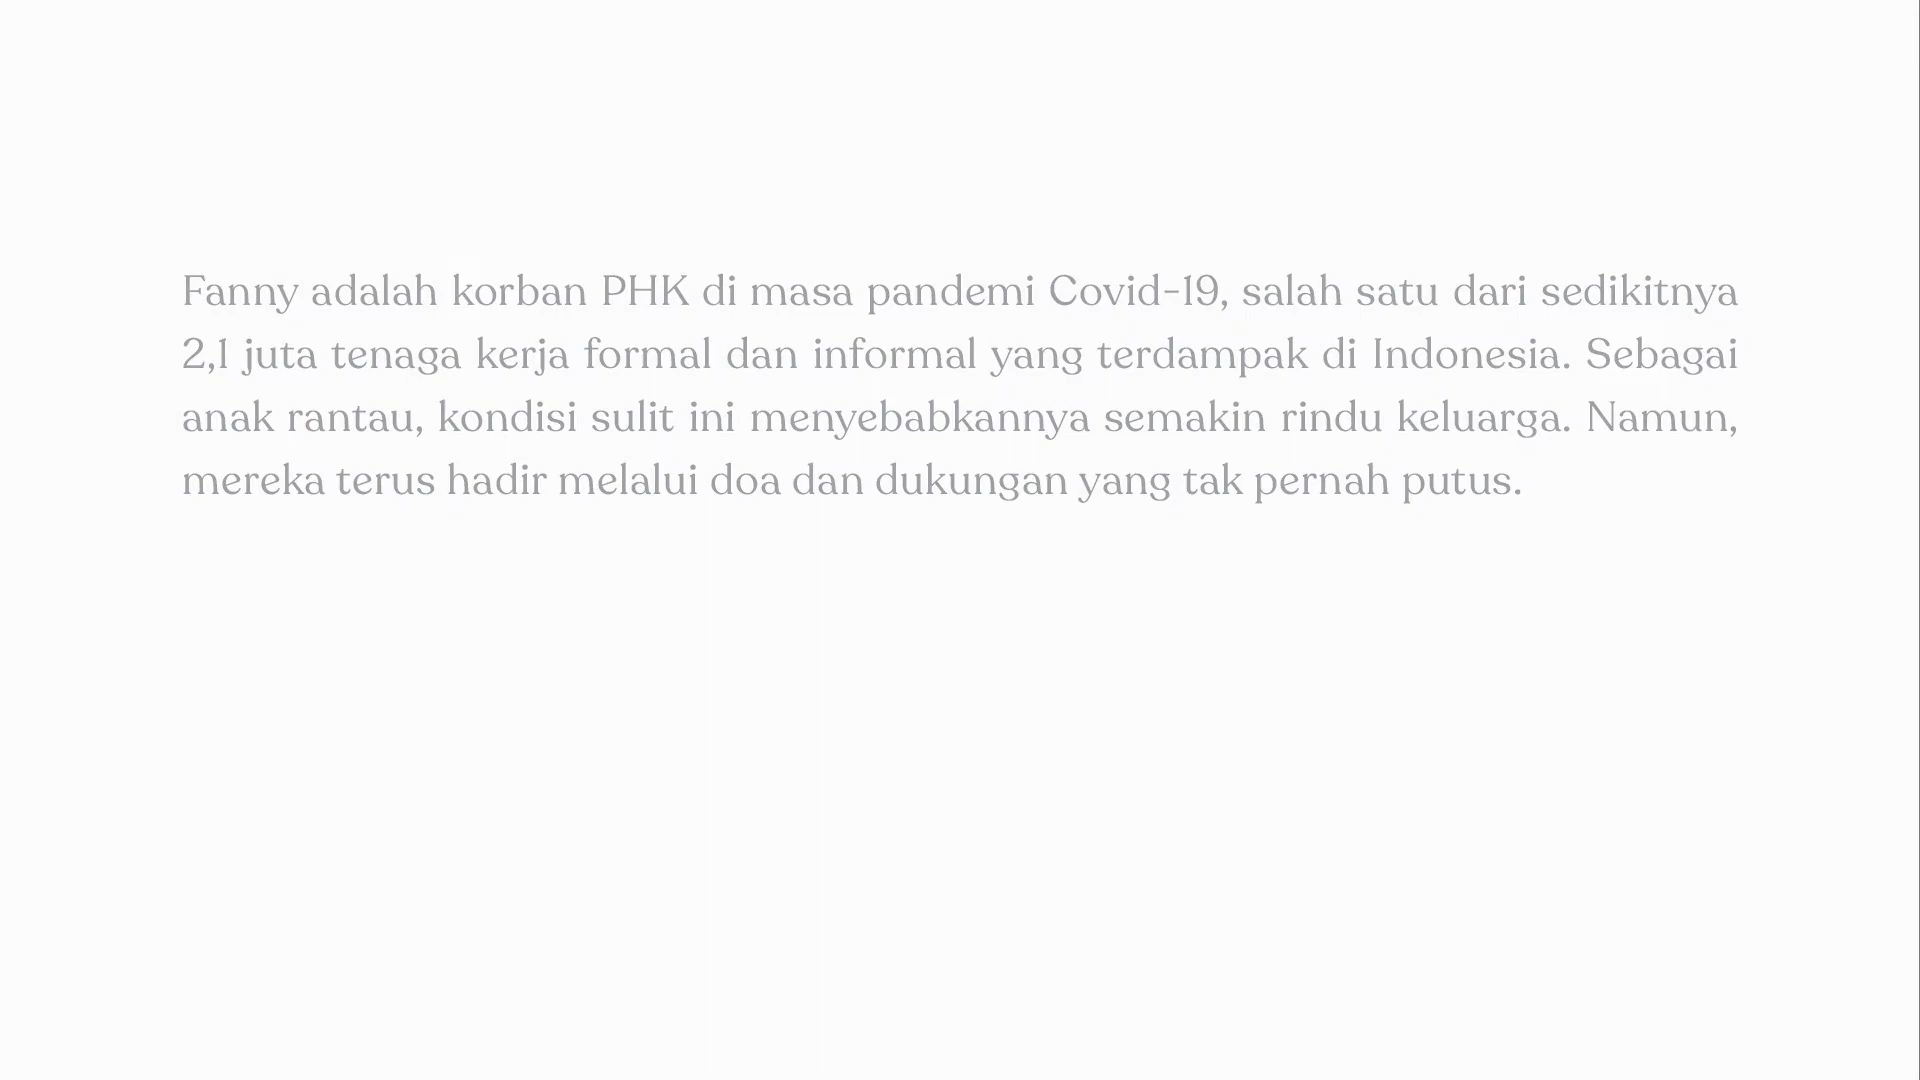 Fanny adalah korban PHK di masa pandemi Covid-19, salah satu dari sedikitnya
2,1 juta tenaga kerja formal dan informal yang terdampak di Indonesia. Sebagai
anak rantau, kondisi sulit ini menyebabkannya semakin rindu keluarga. Namun,
mereka terus hadir melalui doa dan dukungan yang tak pernah putus.